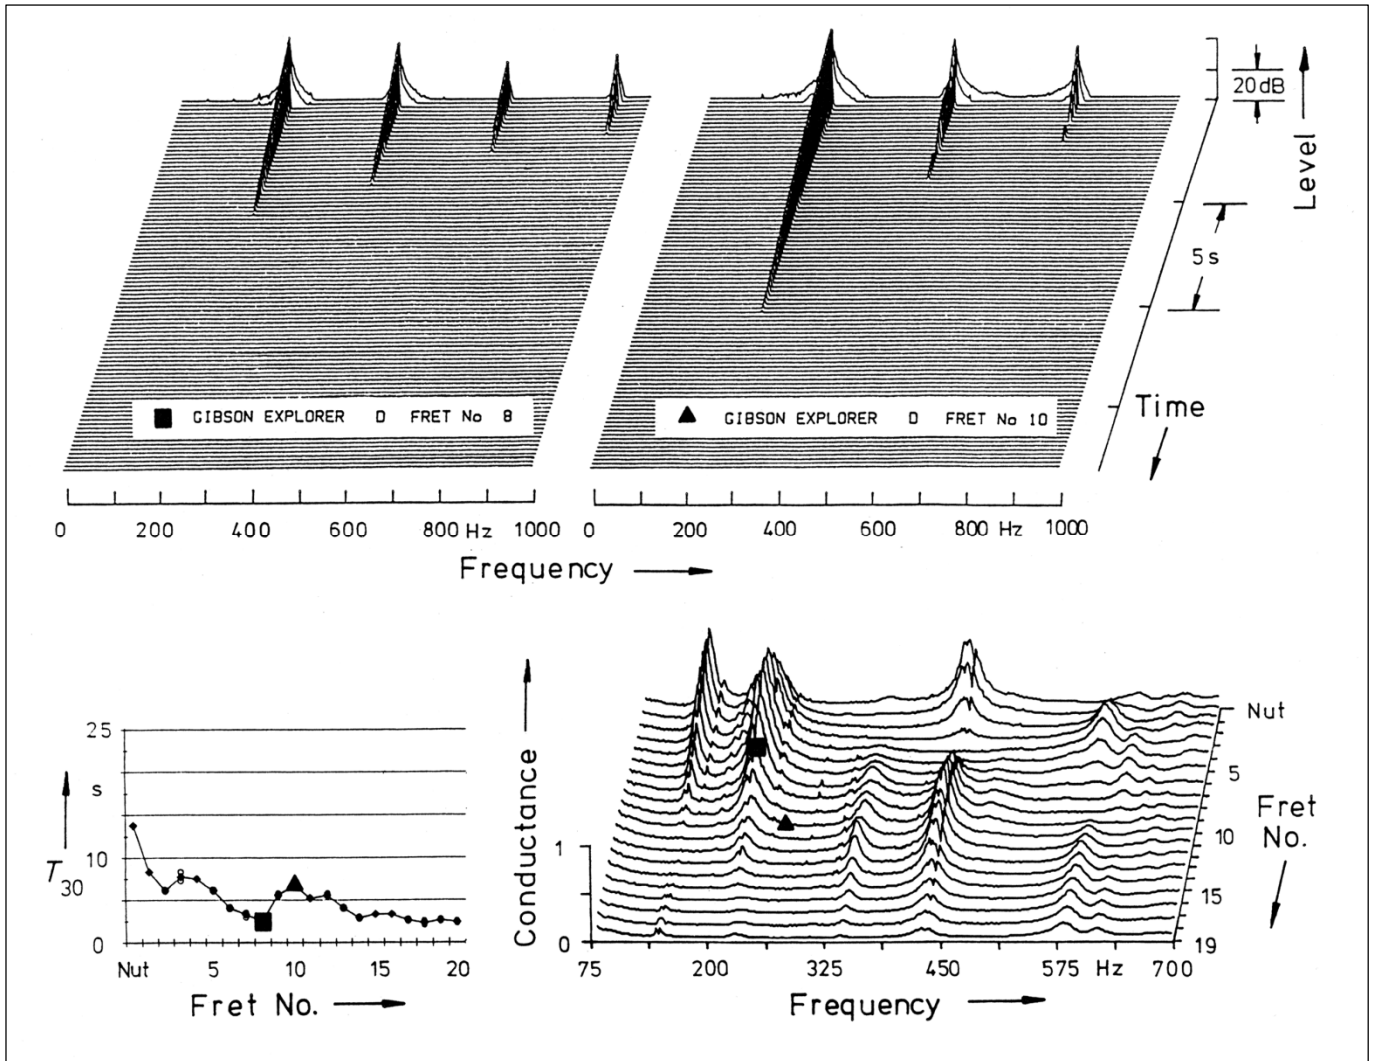 20 dB
Level
5 s
Time
GIBSON EXPLORER D FRET No 8
GIBSON EXPLORER D FRET No 10
0 200 400 600 800 Hz 1000
0 200 400 600 800 Hz 1000
Frequency
25
s
10
T30
0
Nut 5 10 15 20
Fret No.
Conductance
1
0
75 200 325 450 575 Hz 700
Frequency
Nut
5
10
15
19
Fret
No.